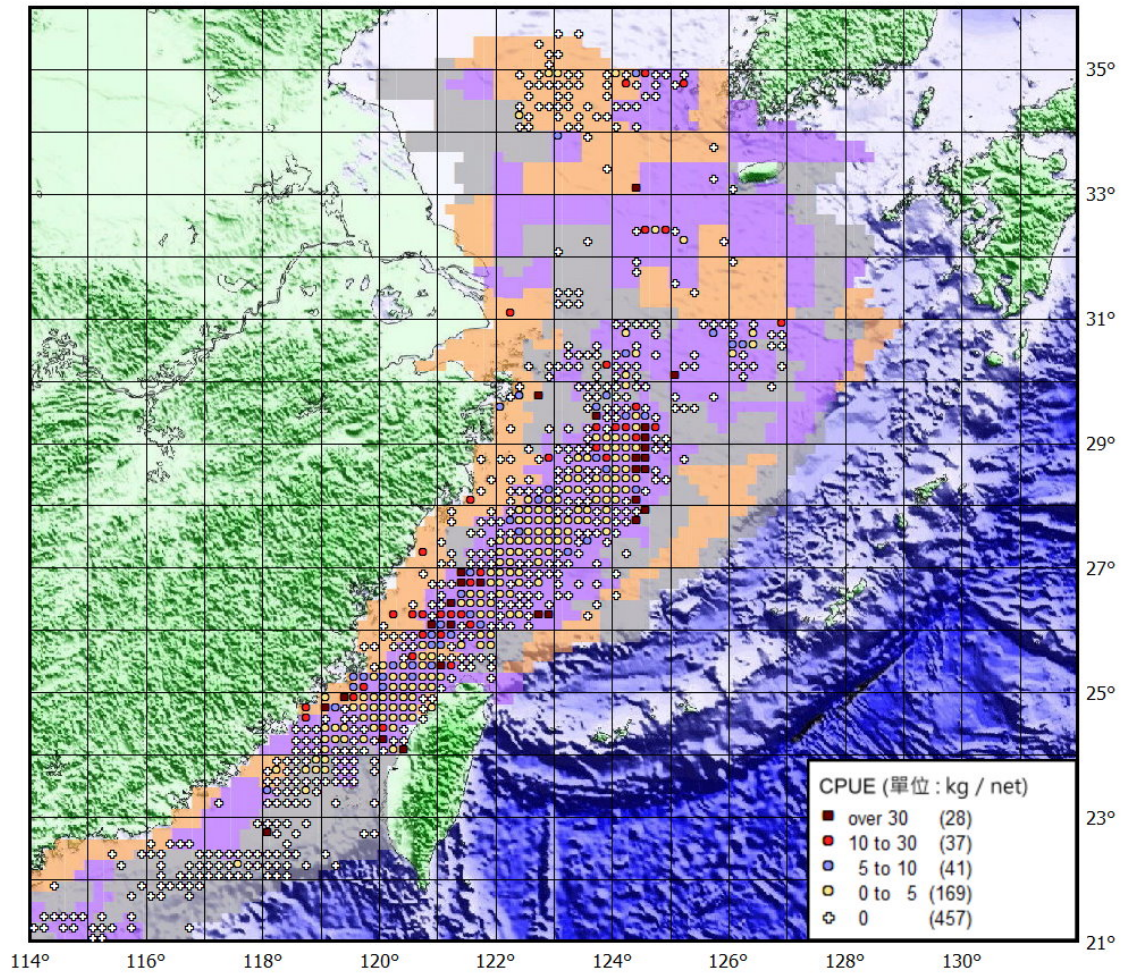 35°
33°
31°
29°
27°
25°
23°
21°
CPUE (單位 : kg / net)
over 30 (28)
10 to 30 (37)
5 to 10 (41)
0 to 5 (169)
0 (457)
114° 116° 118° 120° 122° 124° 126° 128° 130°